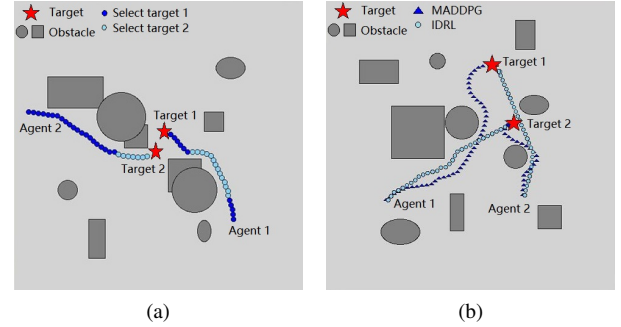 Target
Select target 1
Obstacle
Select target 2
Agent 2
Target 1
Target 2
Agent 1
(a)
Target
MADDPG
Obstacle
IDRL
Target 1
Target 2
Agent 1
Agent 2
(b)